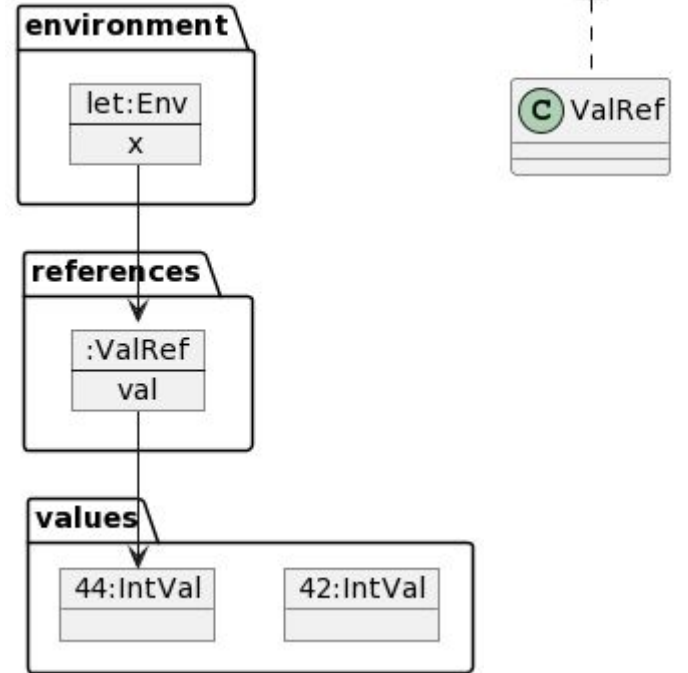 environment
let:Env
x
C ValRef
references
:ValRef
val
values
44:IntVal
42:IntVal